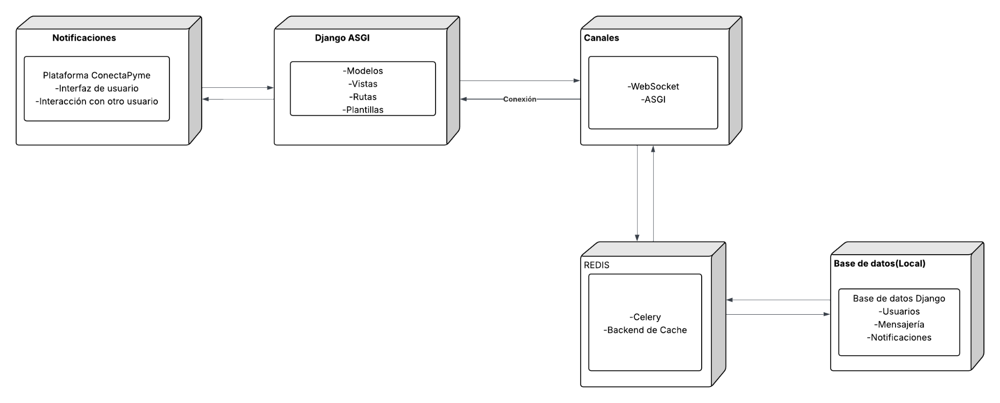 Notificaciones
Plataforma ConectaPyme
-Interfaz de usuario
-Interacción con otro usuario
Django ASGI
-Modelos
-Vistas
-Rutas
-Plantillas
Conexión
Canales
-WebSocket
-ASGI
REDIS
-Celery
-Backend de Cache
Base de datos(Local)
Base de datos Django
-Usuarios
-Mensajería
-Notificaciones